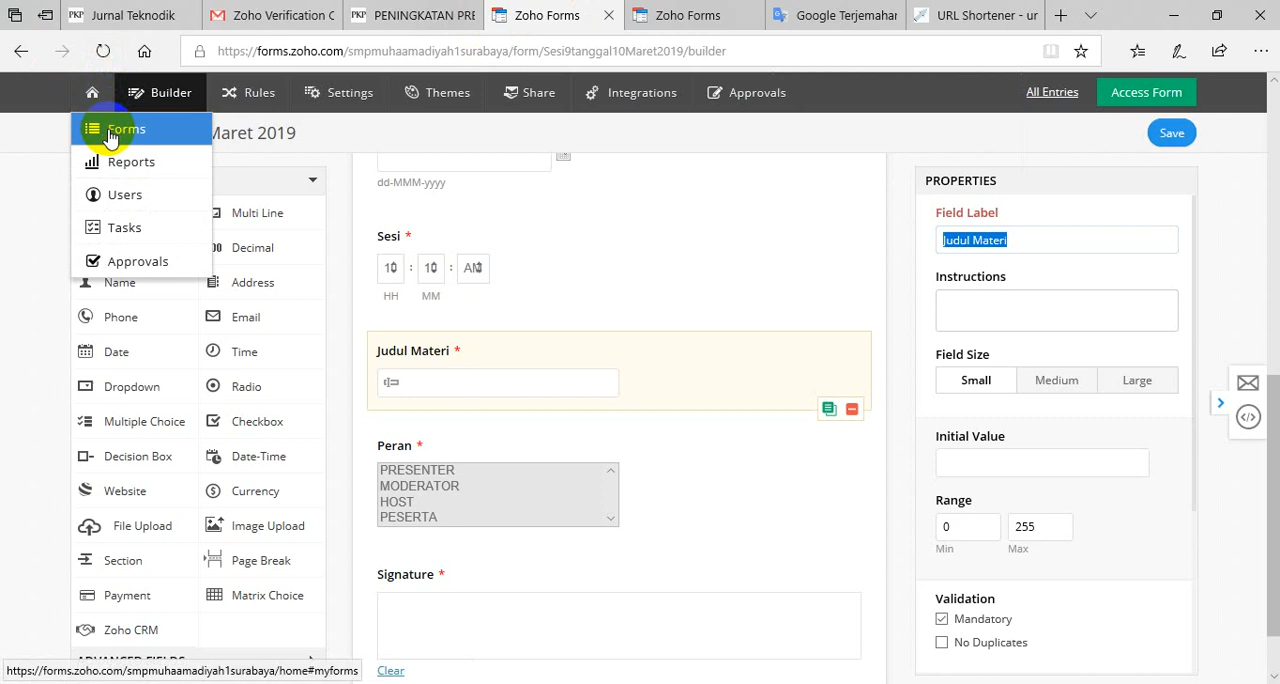 Jurnal Teknodik
Zoho Verification C
PENINGKATAN PRE
Zoho Forms
Zoho Forms
Google Terjemahan
URL Shortener - ur
https://forms.zoho.com/smpmuhaamadiyah1surabaya/form/Sesi9tanggal10Maret2019/builder
Builder
Rules
Settings
Themes
Share
Integrations
Approvals
All Entries
Access Form
Forms
Reports
Users
Tasks
Approvals
Maret 2019
Save
Multi Line
Decimal
Name
Address
Phone
Email
Date
Time
Dropdown
Radio
Multiple Choice
Checkbox
Decision Box
Date-Time
Website
Currency
File Upload
Image Upload
Section
Page Break
Payment
Matrix Choice
Zoho CRM
ADVANCED FIELDS
dd-MMM-yyyy
Sesi *
10 : 10 : AM
HH
MM
Judul Materi *
Peran *
PRESENTER
MODERATOR
HOST
PESERTA
Signature *
Clear
PROPERTIES
Field Label
Judul Materi
Instructions
Field Size
Small
Medium
Large
Initial Value
Range
0
255
Min
Max
Validation
Mandatory
No Duplicates
https://forms.zoho.com/smpmuhaamadiyah1surabaya/home#myforms